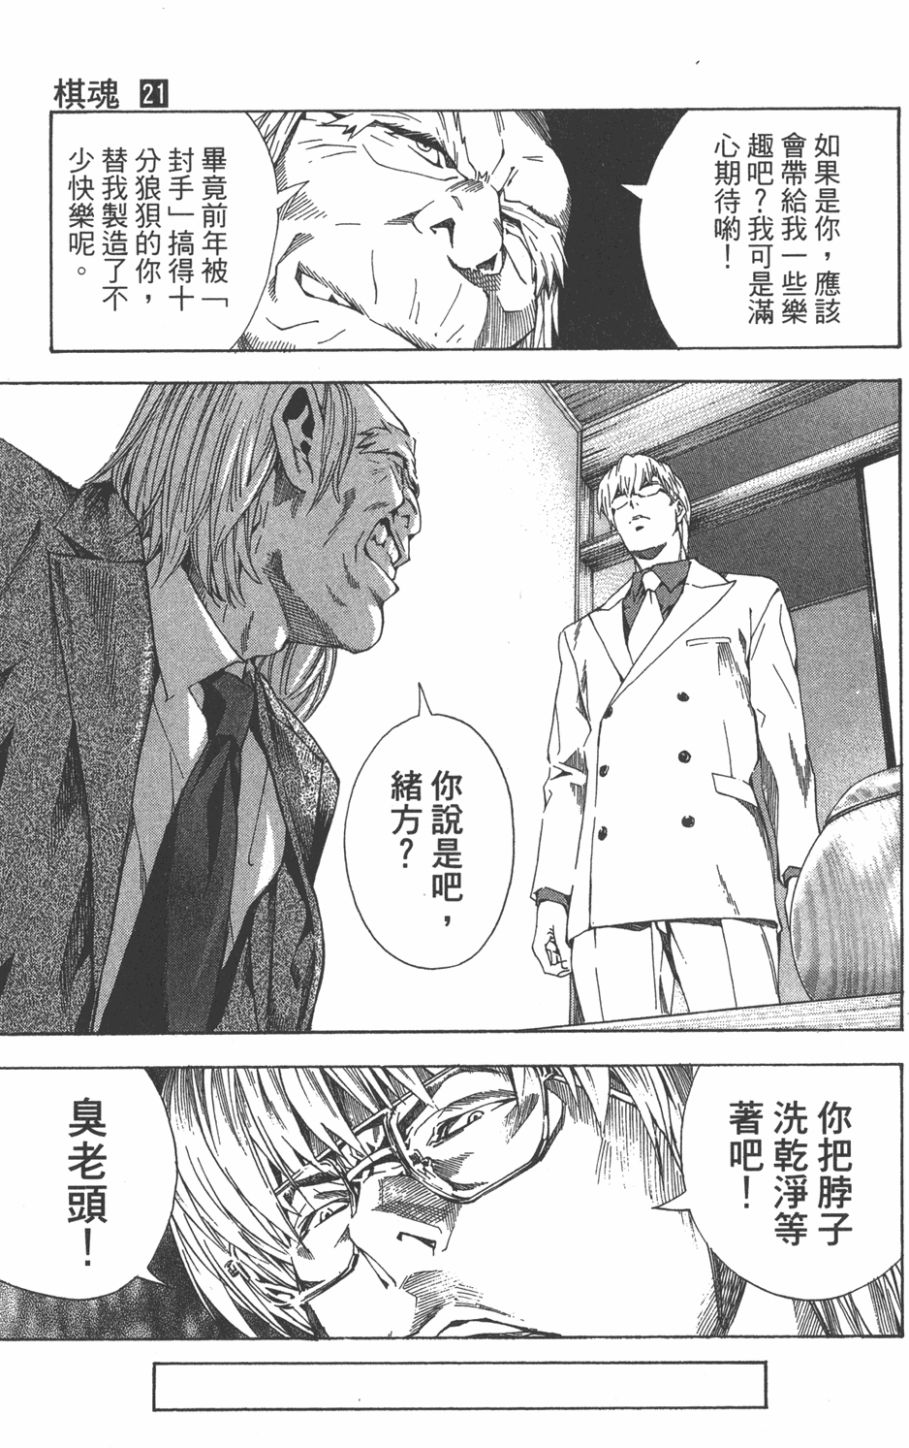 棋魂 21
如果是你，應該
會帶給我一些樂
趣吧？我可是滿
心期待喲！
畢竟前年被「
封手」搞得十
分狼狽的你，
替我製造了不
少快樂呢。
你說是吧，
緒方？
你把脖子
洗乾淨等
著吧！
臭老頭！